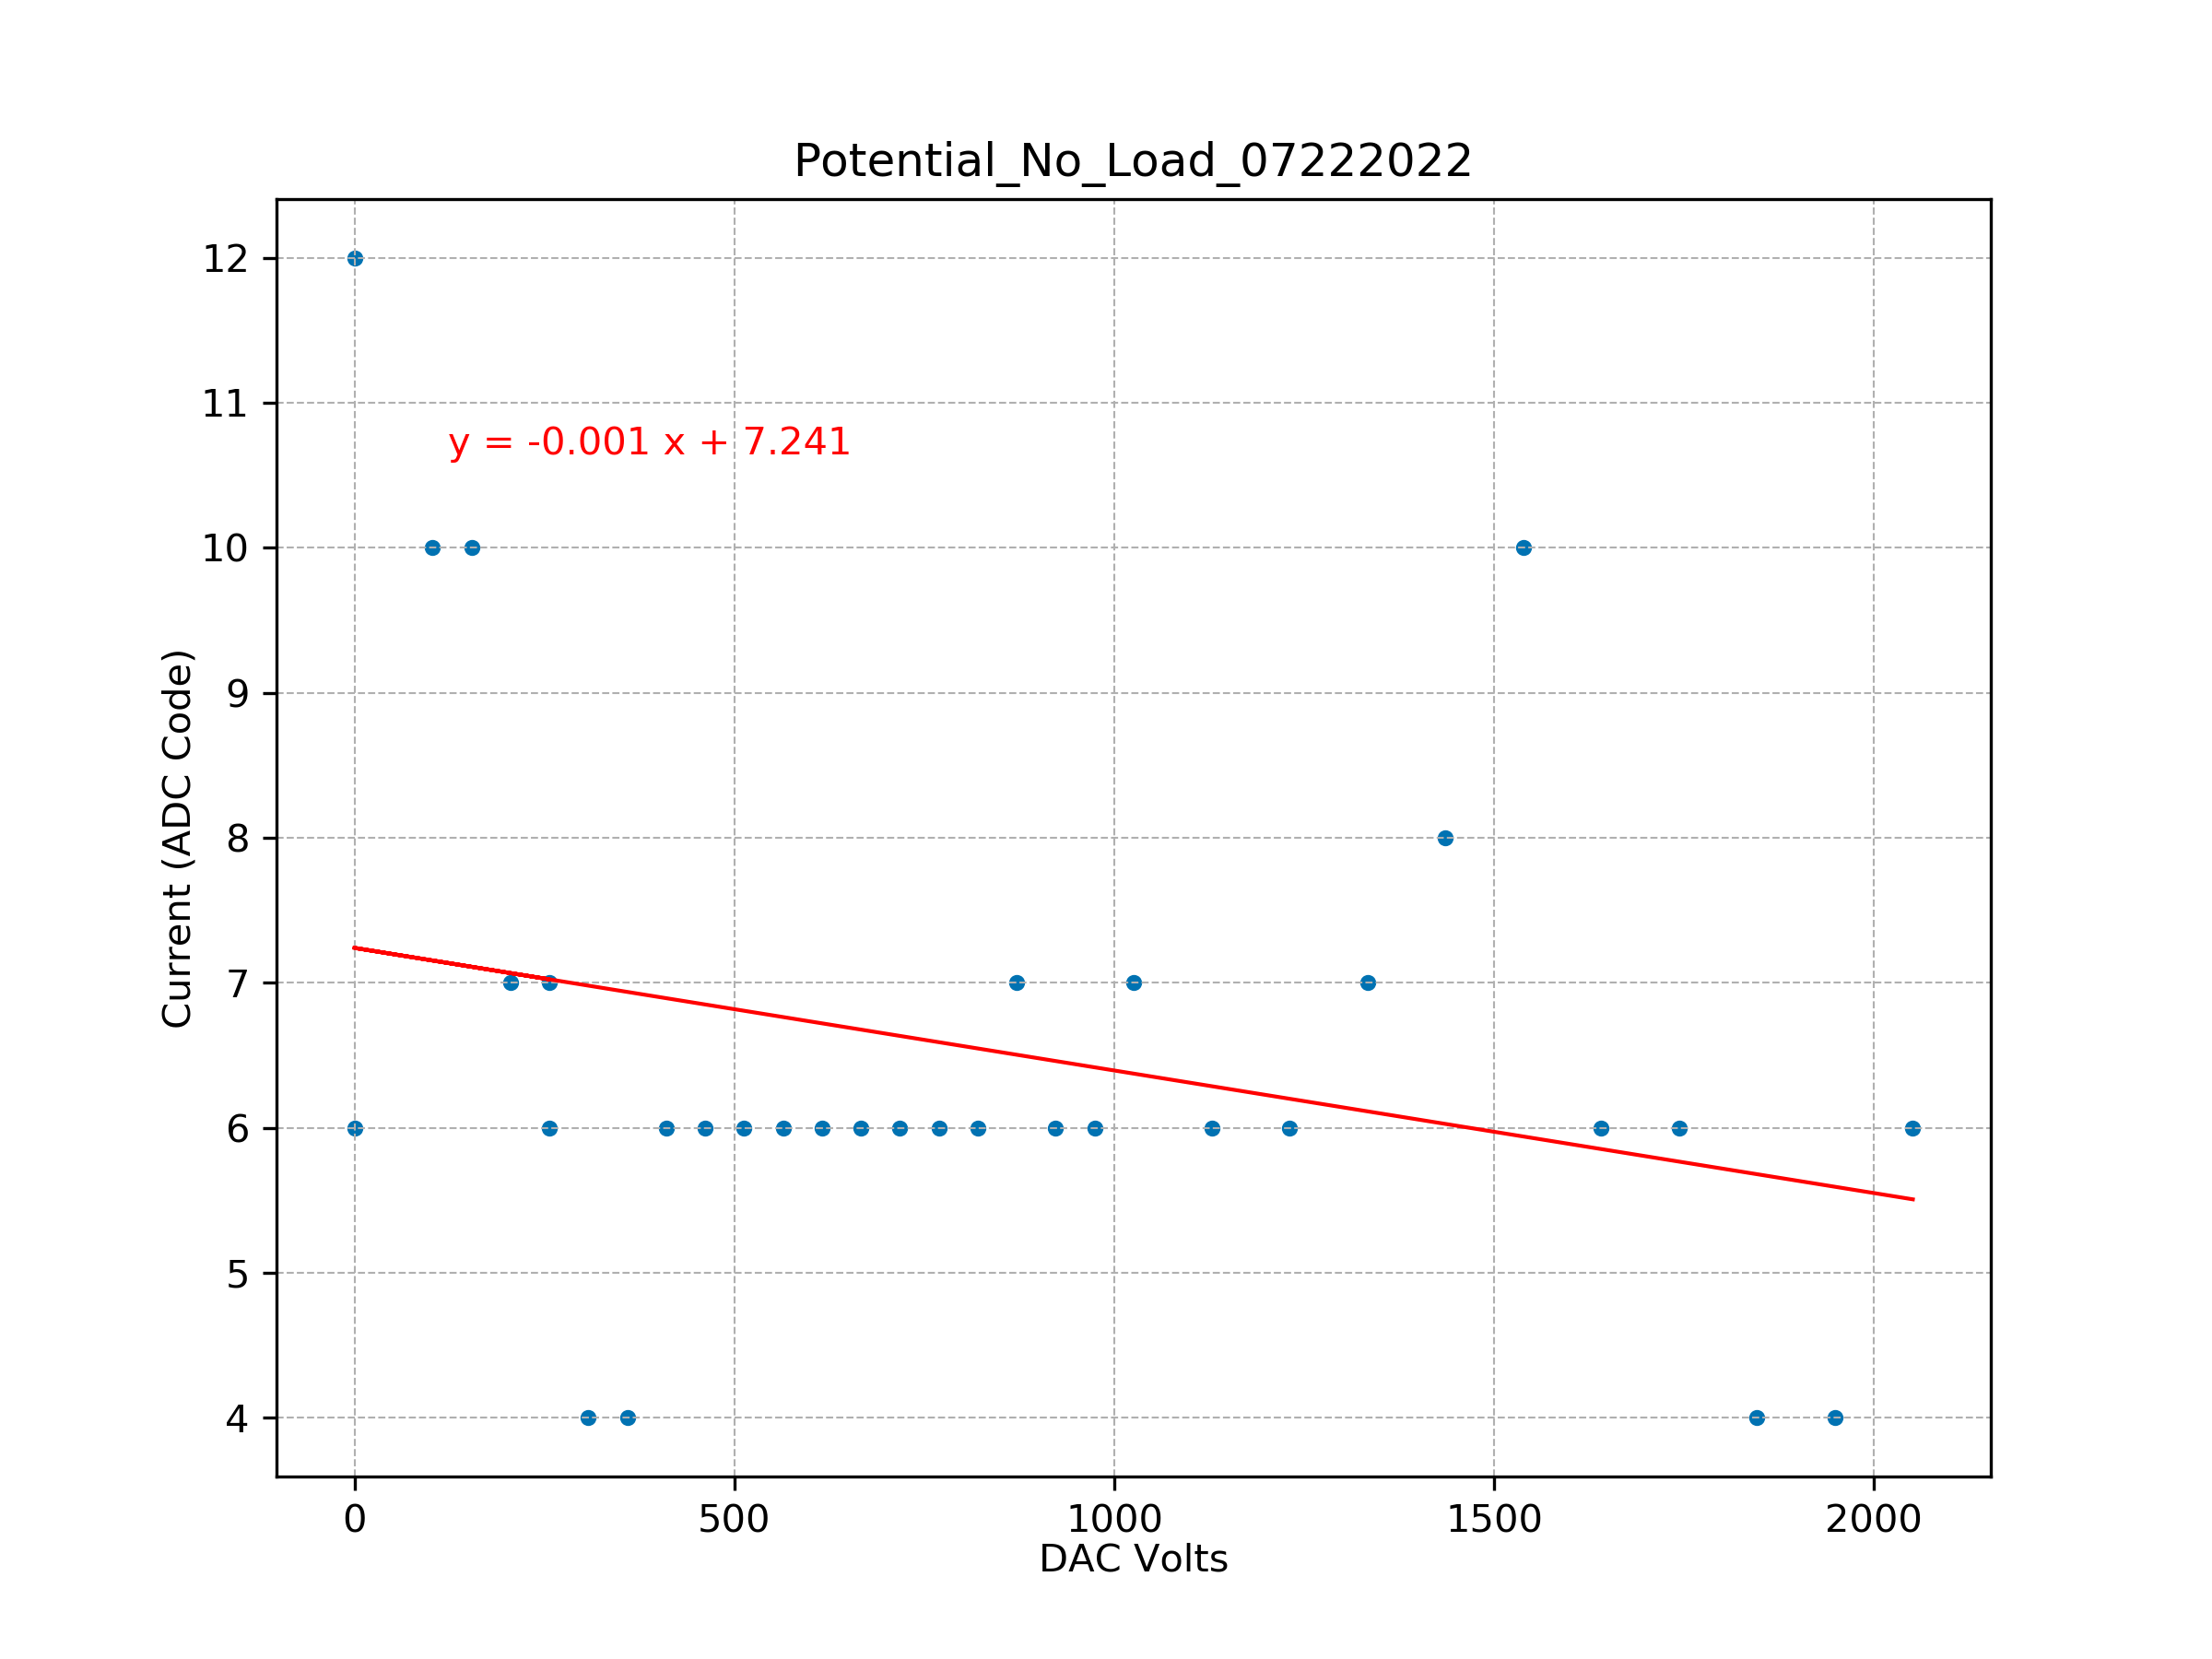 Potential_No_Load_07222022
12
11
y = -0.001 x + 7.241
10
9
8
7
6
5
4
Current (ADC Code)
0 500 1000 1500 2000
DAC Volts